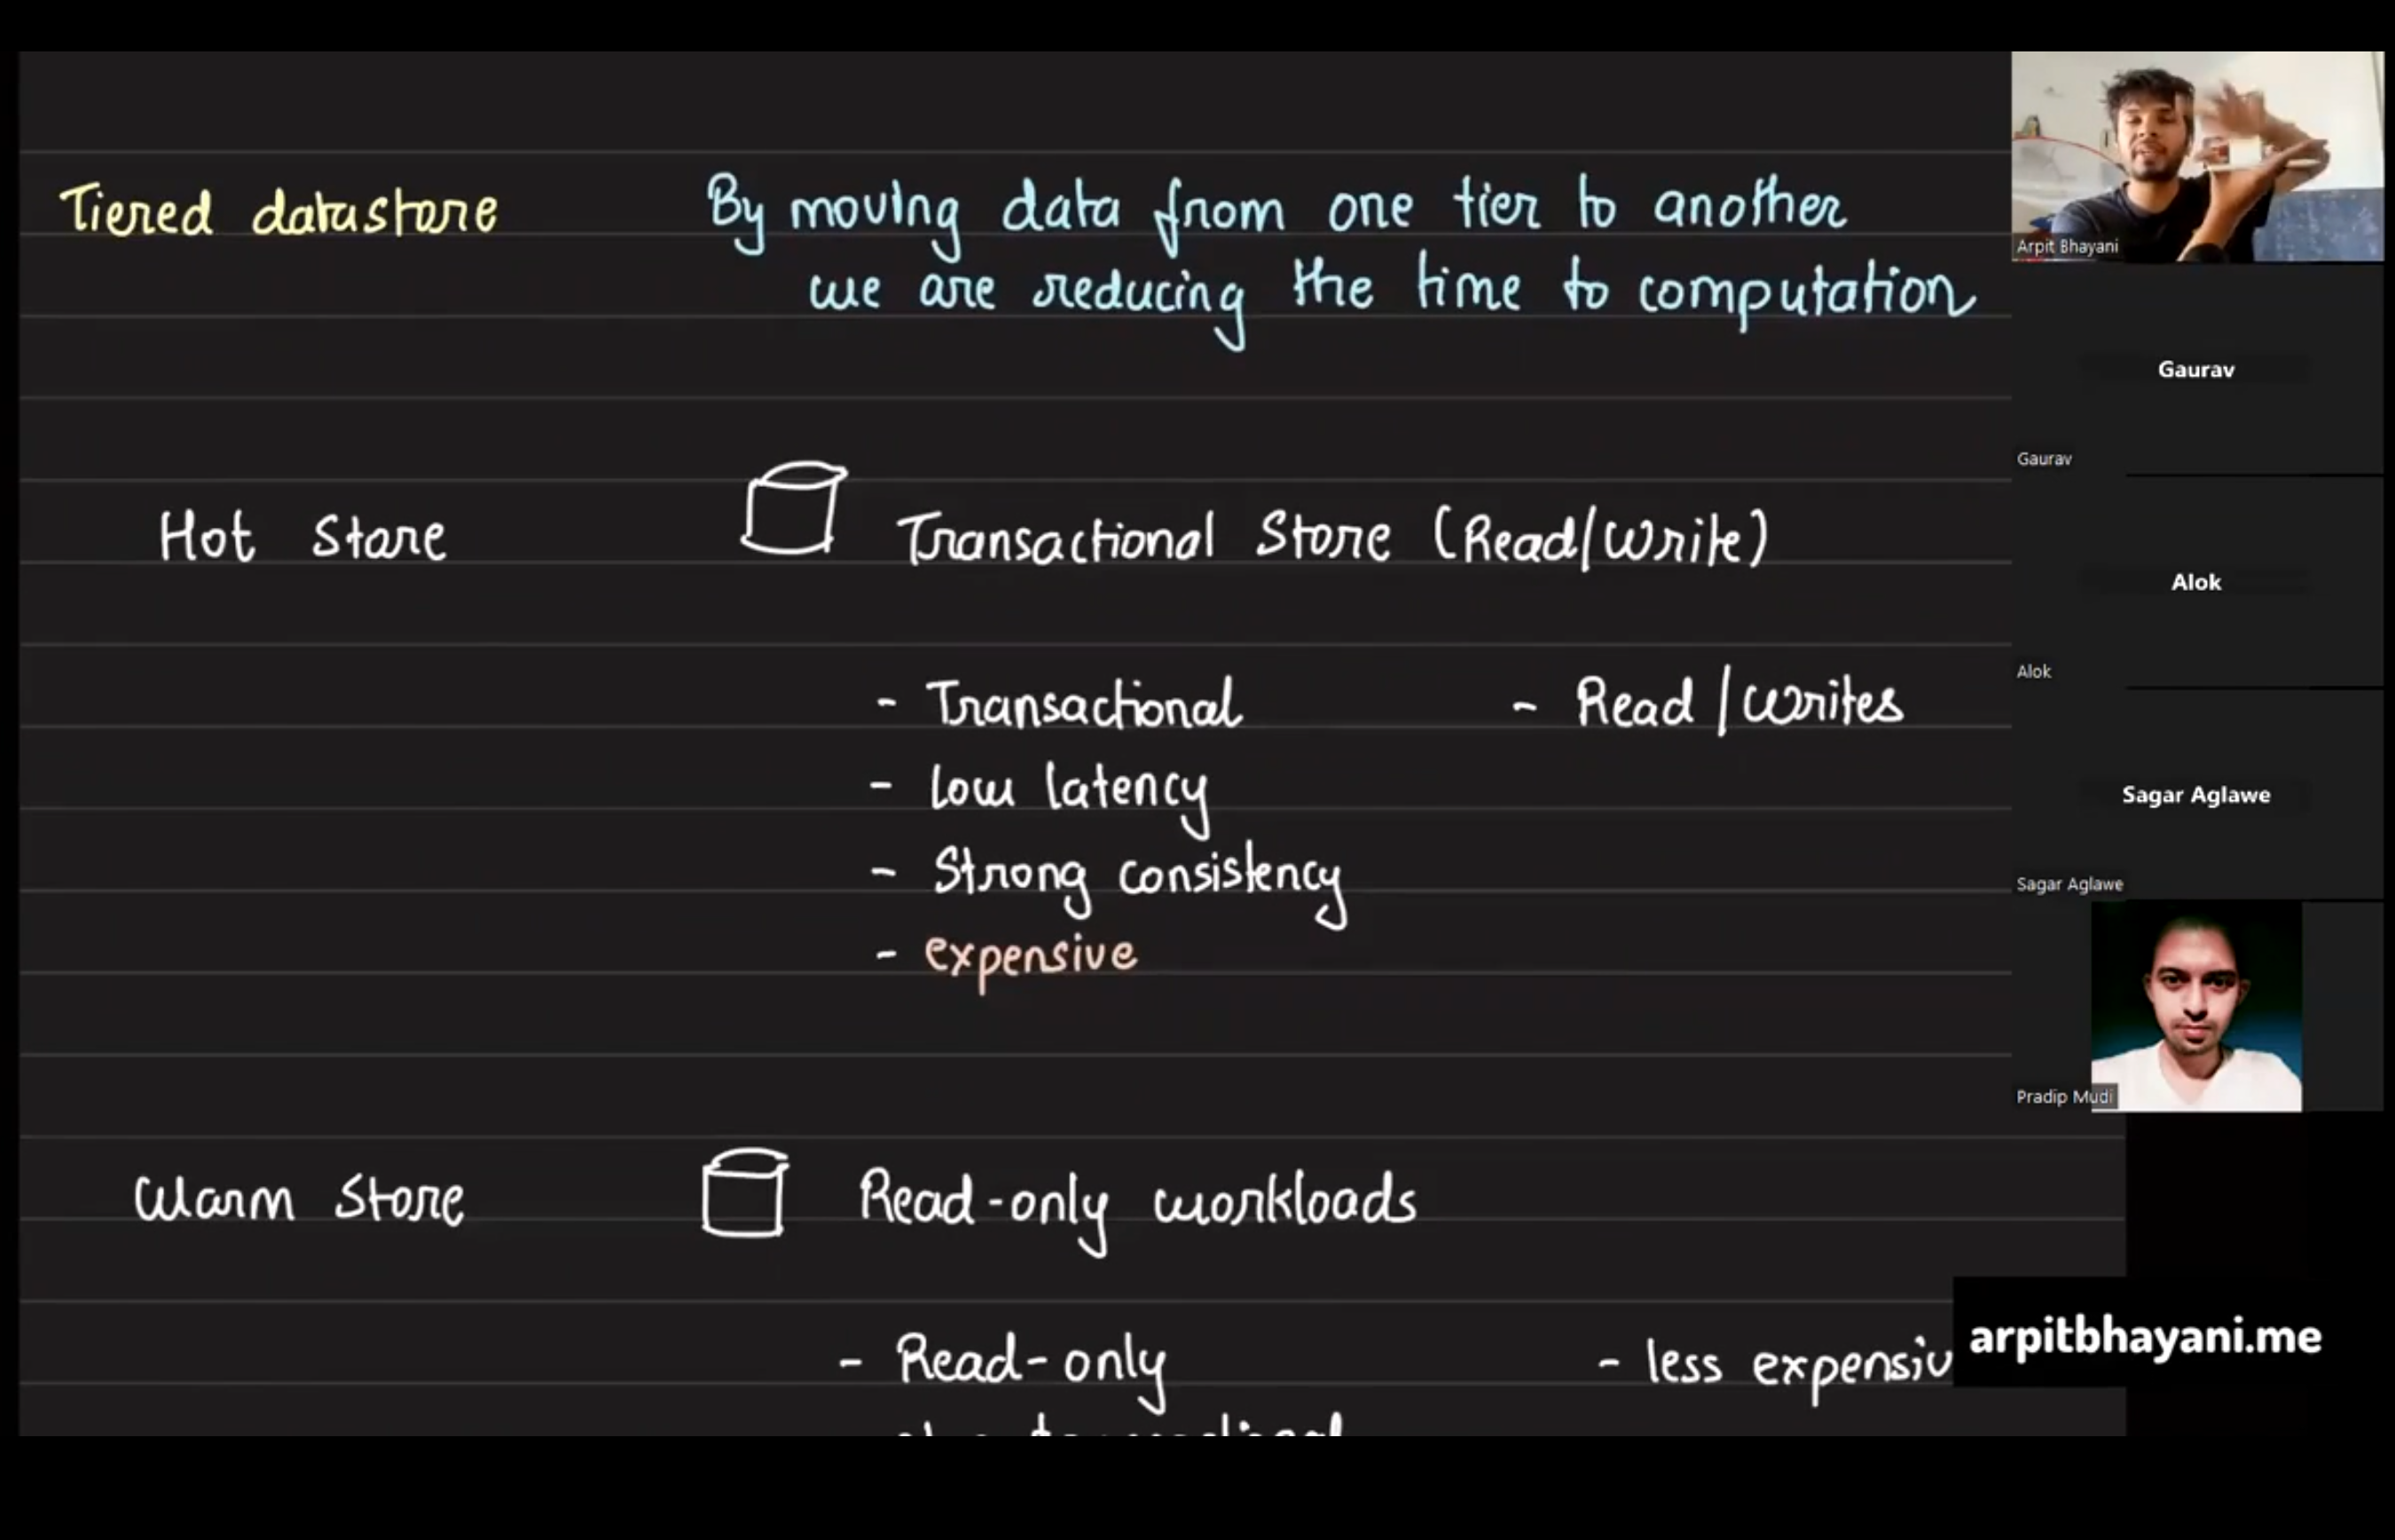 Tiered datastore
By moving data from one tier to another
we are reducing the time to computation
Hot Store
Transactional Store (Read/Write)
- Transactional
- Read / Writes
- Low latency
- Strong consistency
- expensive
Warm Store
Read-only workloads
- Read-only
- less expensiv
transactional
Arpit Bhayani
Gaurav
Gaurav
Alok
Alok
Sagar Aglawe
Sagar Aglawe
Pradip Mudi
arpitbhayani.me